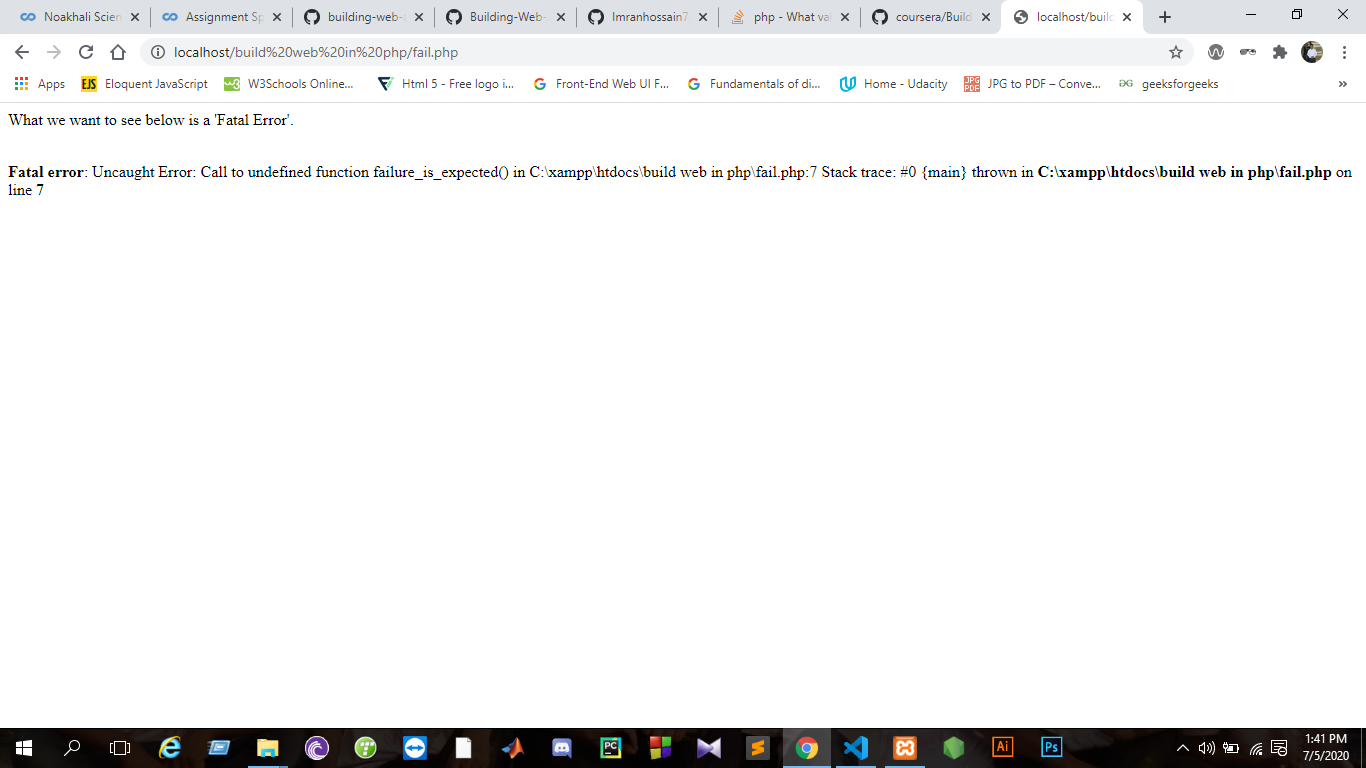 Noakhali Scien
Assignment Sp
building-web-
Building-Web-
Imranhossain7
php - What va
coursera/Build
localhost/build
localhost/build%20web%20in%20php/fail.php
Apps
EJS
Eloquent JavaScript
W3Schools Online...
Html 5 - Free logo i...
Front-End Web UI F...
Fundamentals of di...
Home - Udacity
JPG to PDF – Conve...
geeksforgeeks
»
What we want to see below is a 'Fatal Error'.
Fatal error: Uncaught Error: Call to undefined function failure_is_expected() in C:\xampp\htdocs\build web in php\fail.php:7 Stack trace: #0 {main} thrown in C:\xampp\htdocs\build web in php\fail.php on
line 7
PC
Ai
Ps
1:41 PM
7/5/2020